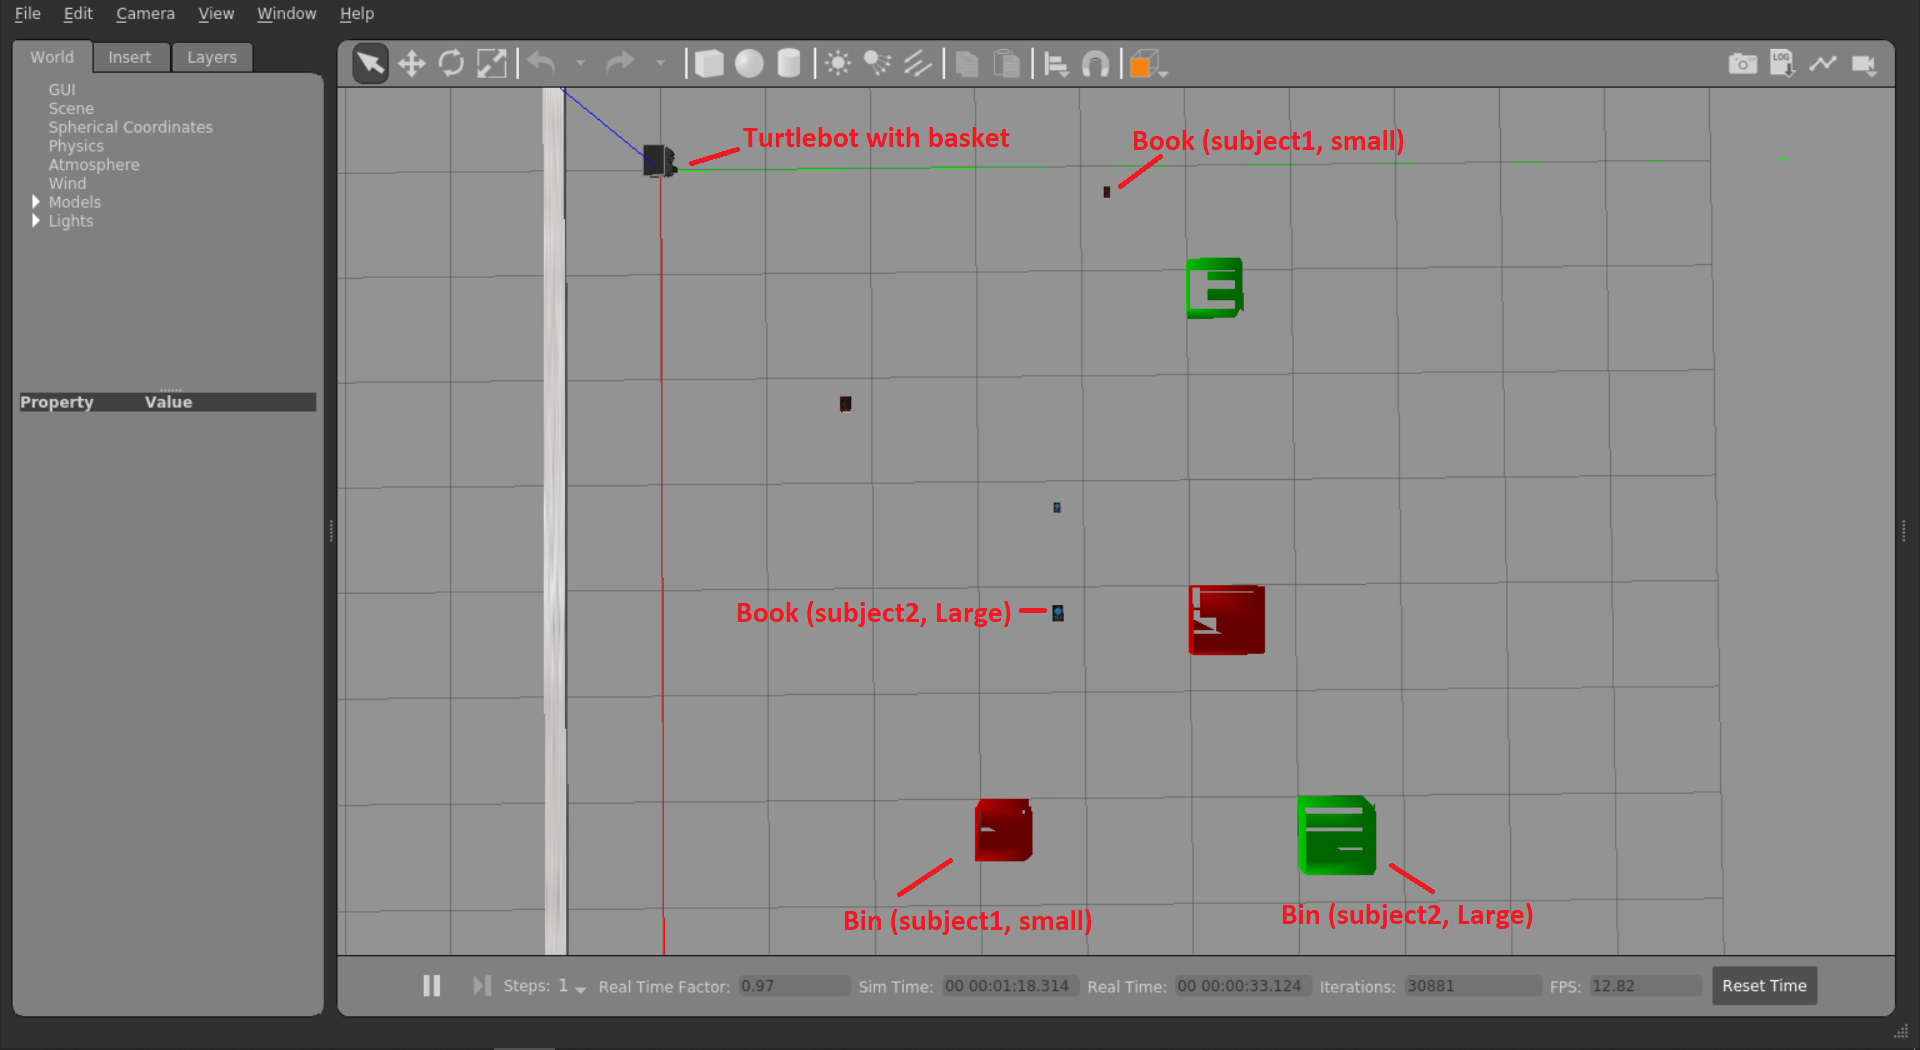 File Edit Camera View Window Help
World Insert Layers
LOG
GUI
Scene
Spherical Coordinates
Physics
Atmosphere
Wind
Models
Lights
Property Value
Turtlebot with basket
Book (subject1, small)
Book (subject2, Large)
Bin (subject1, small)
Bin (subject2, Large)
Steps: 1 Real Time Factor: 0.97 Sim Time: 00 00:01:18.314 Real Time: 00 00:00:33.124 Iterations: 30881 FPS: 12.82 Reset Time